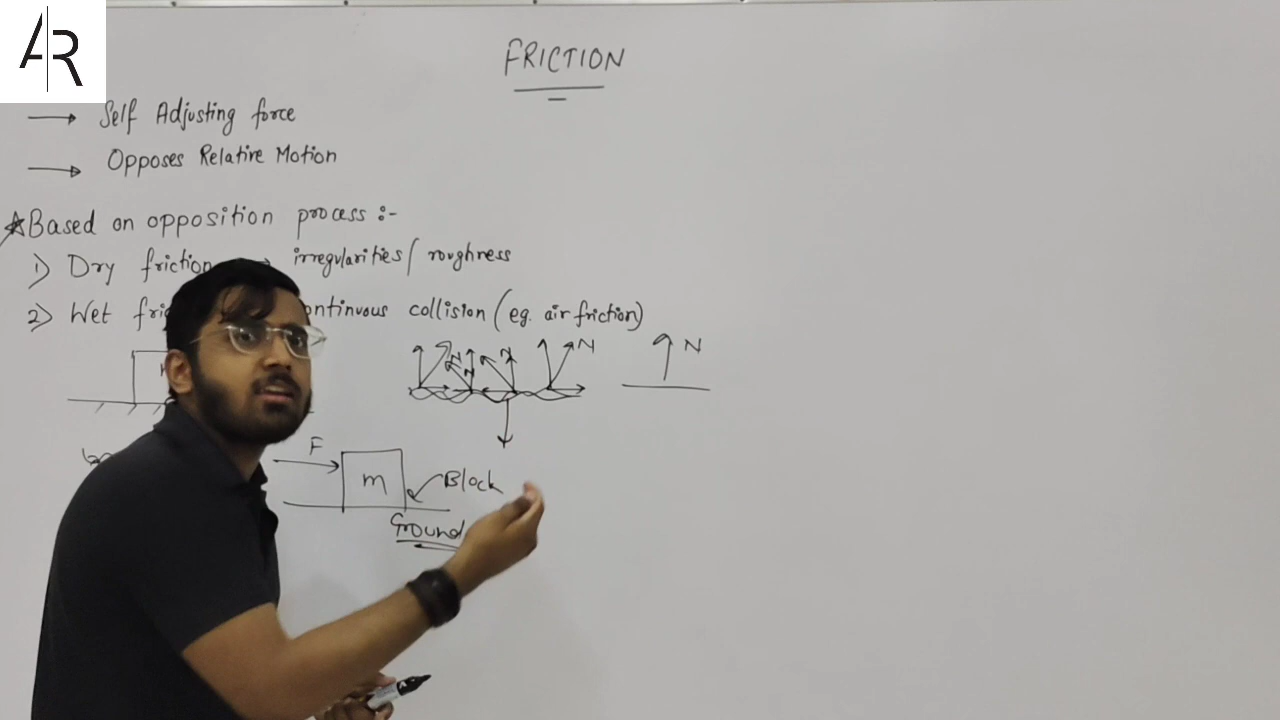 AR
FRICTION
→ Self Adjusting force
→ Opposes Relative Motion
☆Based on opposition process :-
1) Dry friction → irregularities/roughness
2) Wet continuous collision (eg. air friction)
N N N N N
F
m Block
Ground